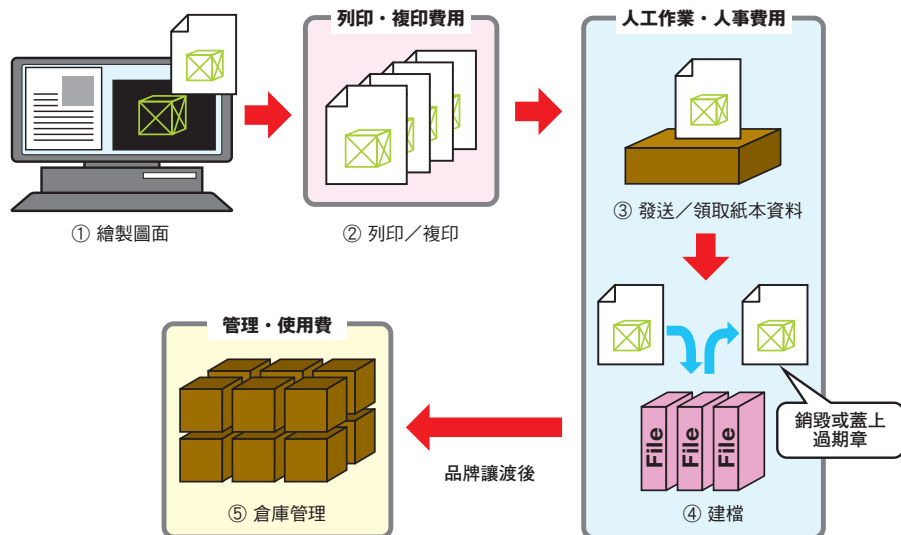 列印・複印費用
人工作業・人事費用
① 繪製圖面
② 列印／複印
③ 發送／領取紙本資料
銷毀或蓋上
過期章
File
File
File
④ 建檔
品牌讓渡後
管理・使用費
⑤ 倉庫管理